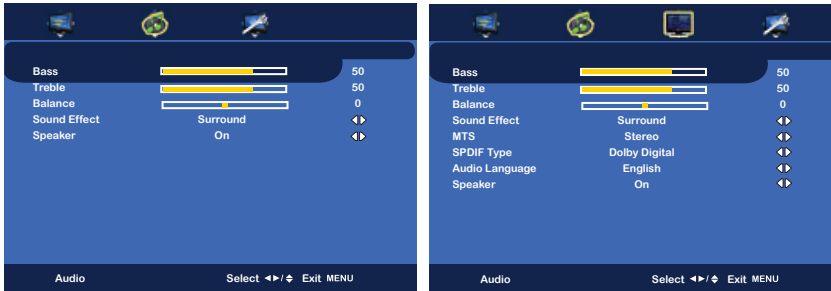 Bass 50
Treble 50
Balance 0
Sound Effect Surround
Speaker On
Audio Select ◄►/◆ Exit MENU
Bass 50
Treble 50
Balance 0
Sound Effect Surround
MTS Stereo
SPDIF Type Dolby Digital
Audio Language English
Speaker On
Audio Select ◄►/◆ Exit MENU